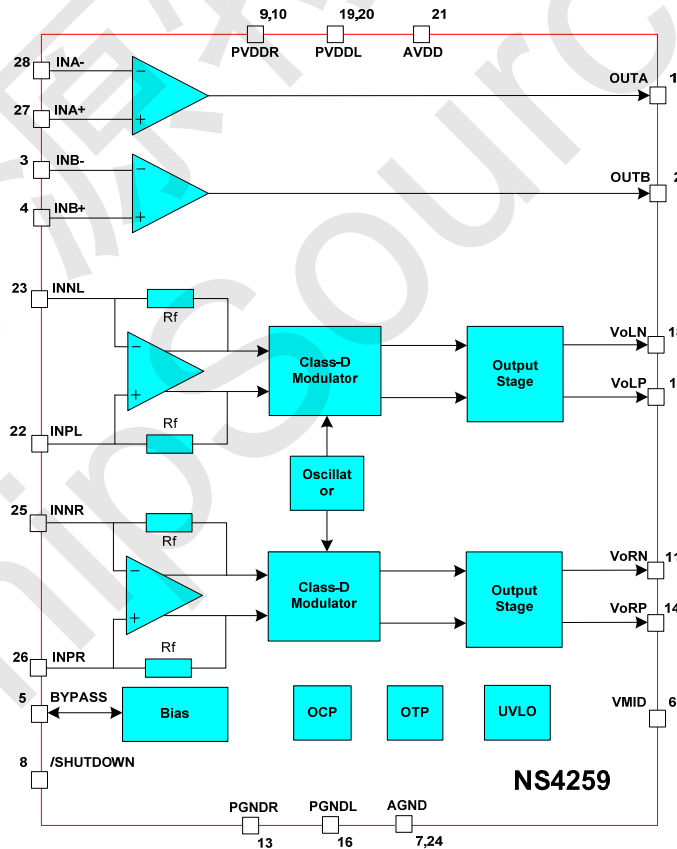 9,10
19,20
21
PVDDR
PVDDL
AVDD
28
INA-
OUTA
1
27
INA+
3
INB-
OUTB
2
4
INB+
23
INNL
Rf
Class-D
Modulator
Output
Stage
VoLN
VoLP
22
INPL
Rf
Oscillat
or
25
INNR
Rf
Class-D
Modulator
Output
Stage
VoRN
11
VoRP
14
26
INPR
Rf
5
BYPASS
Bias
OCP
OTP
UVLO
VMID
6
8
/SHUTDOWN
NS4259
PGNDR
PGNDL
AGND
13
16
7,24